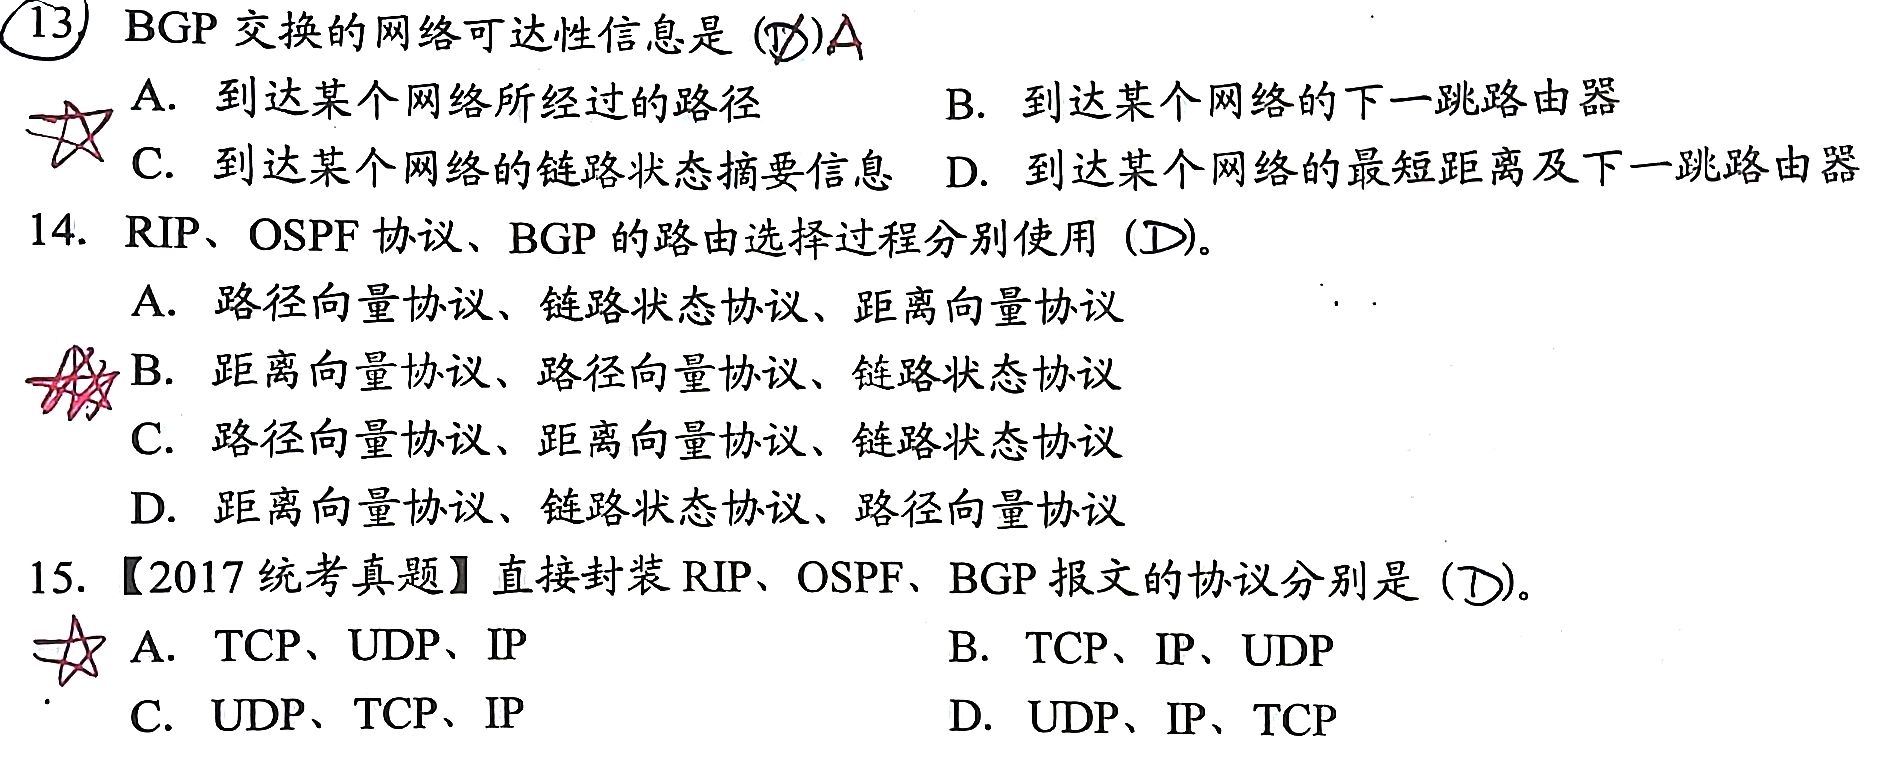 13. BGP 交换的网络可达性信息是（D）A
A. 到达某个网络所经过的路径 B. 到达某个网络的下一跳路由器
C. 到达某个网络的链路状态摘要信息 D. 到达某个网络的最短距离及下一跳路由器
14. RIP、OSPF 协议、BGP 的路由选择过程分别使用（D）。
A. 路径向量协议、链路状态协议、距离向量协议
B. 距离向量协议、路径向量协议、链路状态协议
C. 路径向量协议、距离向量协议、链路状态协议
D. 距离向量协议、链路状态协议、路径向量协议
15.【2017 统考真题】直接封装 RIP、OSPF、BGP 报文的协议分别是（D）。
A. TCP、UDP、IP B. TCP、IP、UDP
C. UDP、TCP、IP D. UDP、IP、TCP